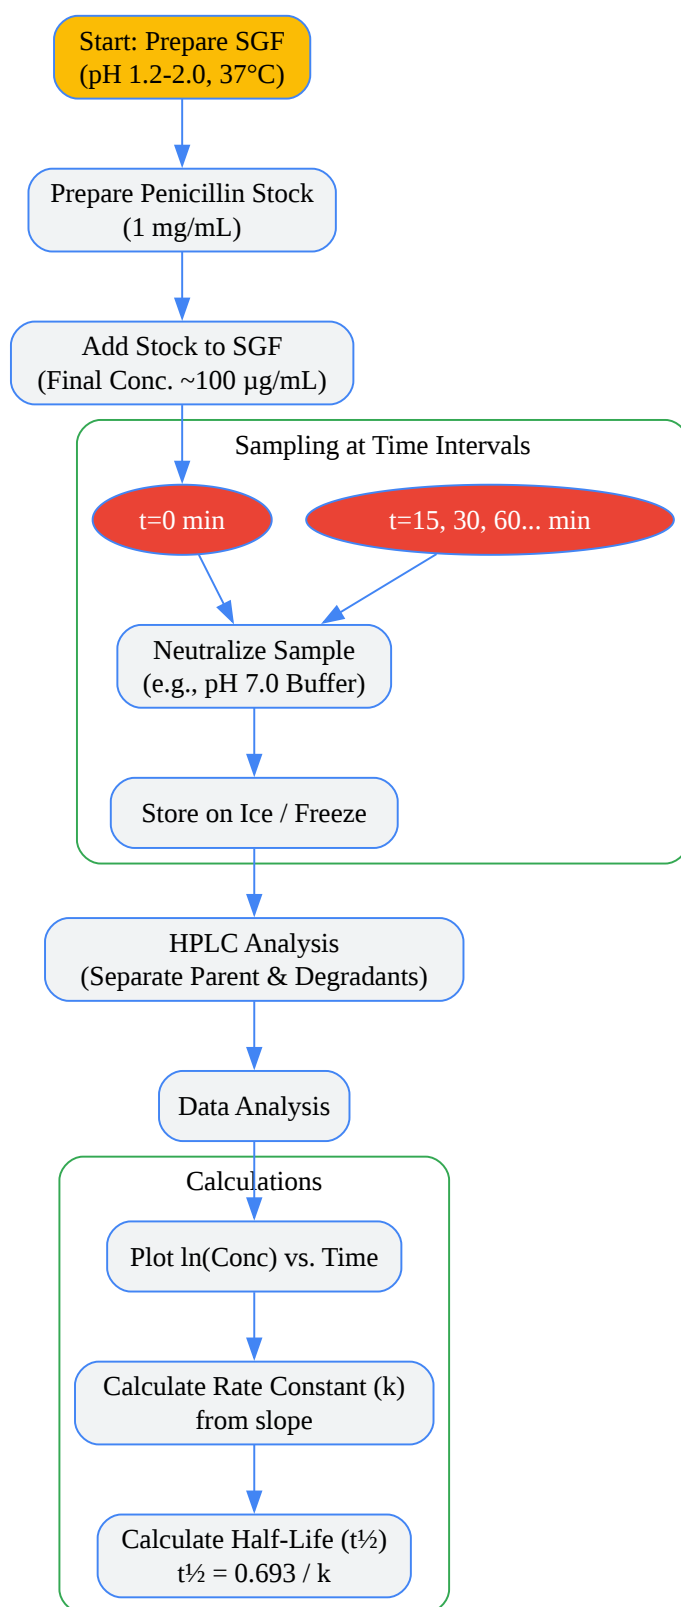 Start: Prepare SGF
(pH 1.2-2.0, 37°C)
Prepare Penicillin Stock
(1 mg/mL)
Add Stock to SGF
(Final Conc. ~100 µg/mL)
Sampling at Time Intervals
t=0 min
t=15, 30, 60... min
Neutralize Sample
(e.g., pH 7.0 Buffer)
Store on Ice / Freeze
HPLC Analysis
(Separate Parent & Degradants)
Data Analysis
Calculations
Plot ln(Conc) vs. Time
Calculate Rate Constant (k)
from slope
Calculate Half-Life (t½)
t½ = 0.693 / k